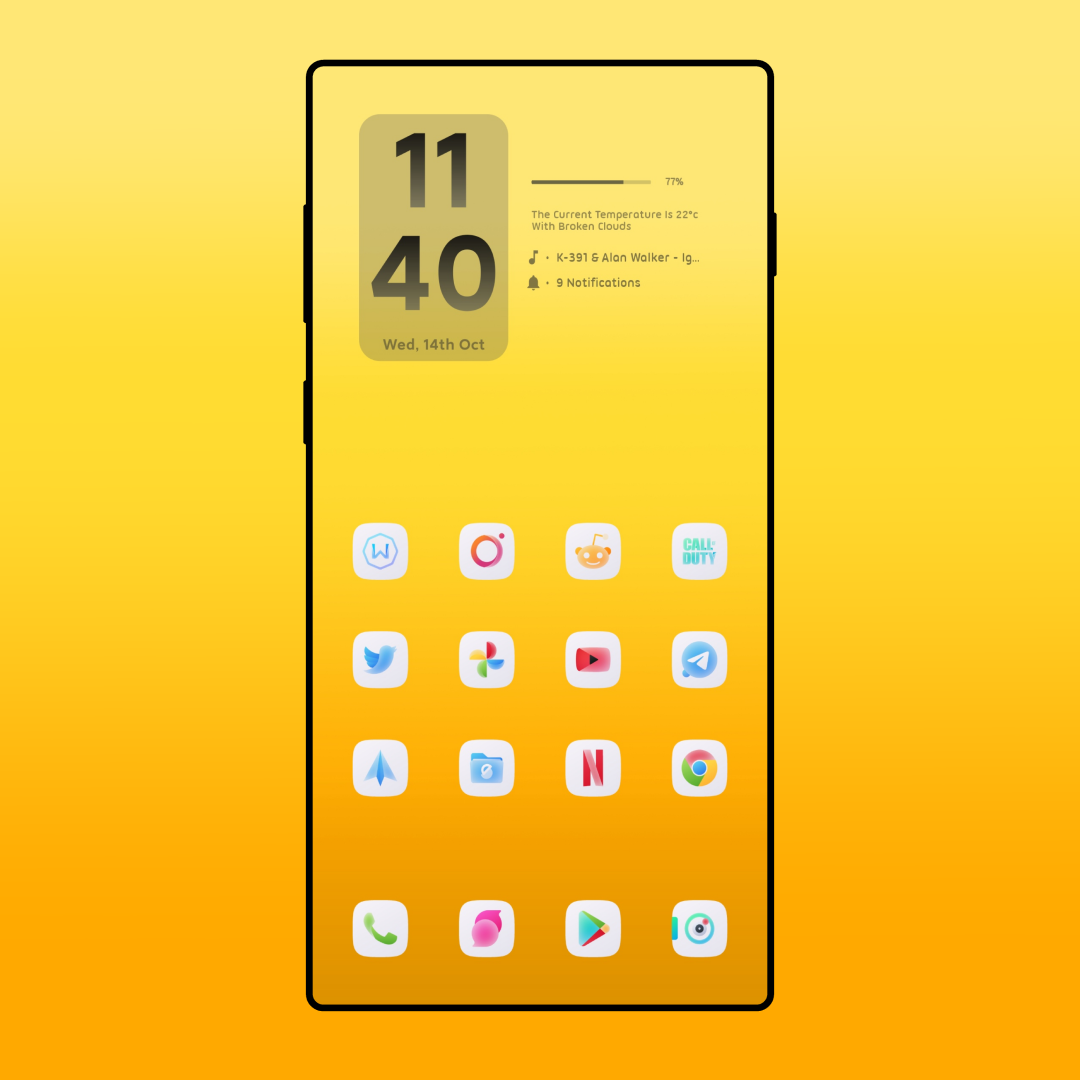 11
40
Wed, 14th Oct
77%
The Current Temperature Is 22°c
With Broken Clouds
• K-391 & Alan Walker - Ig...
• 9 Notifications
W
CALL OF
DUTY
N